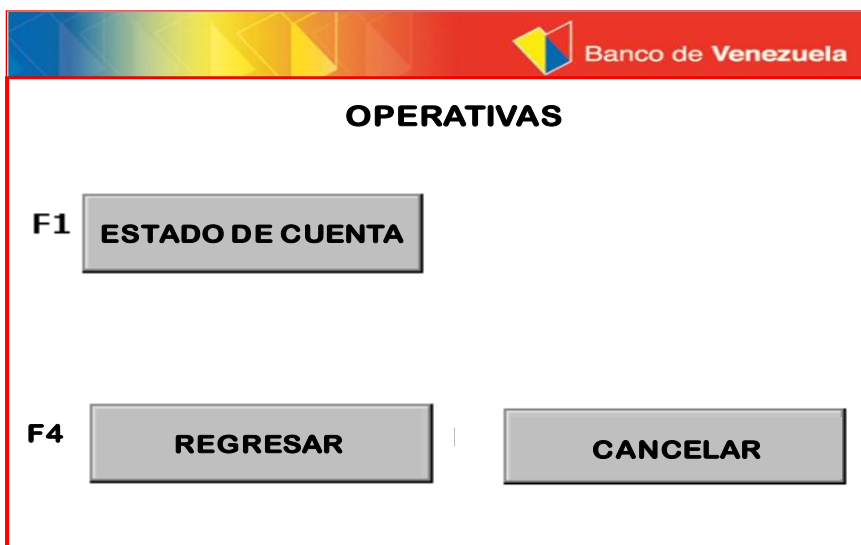 Banco de Venezuela
OPERATIVAS
F1 ESTADO DE CUENTA
F4 REGRESAR CANCELAR